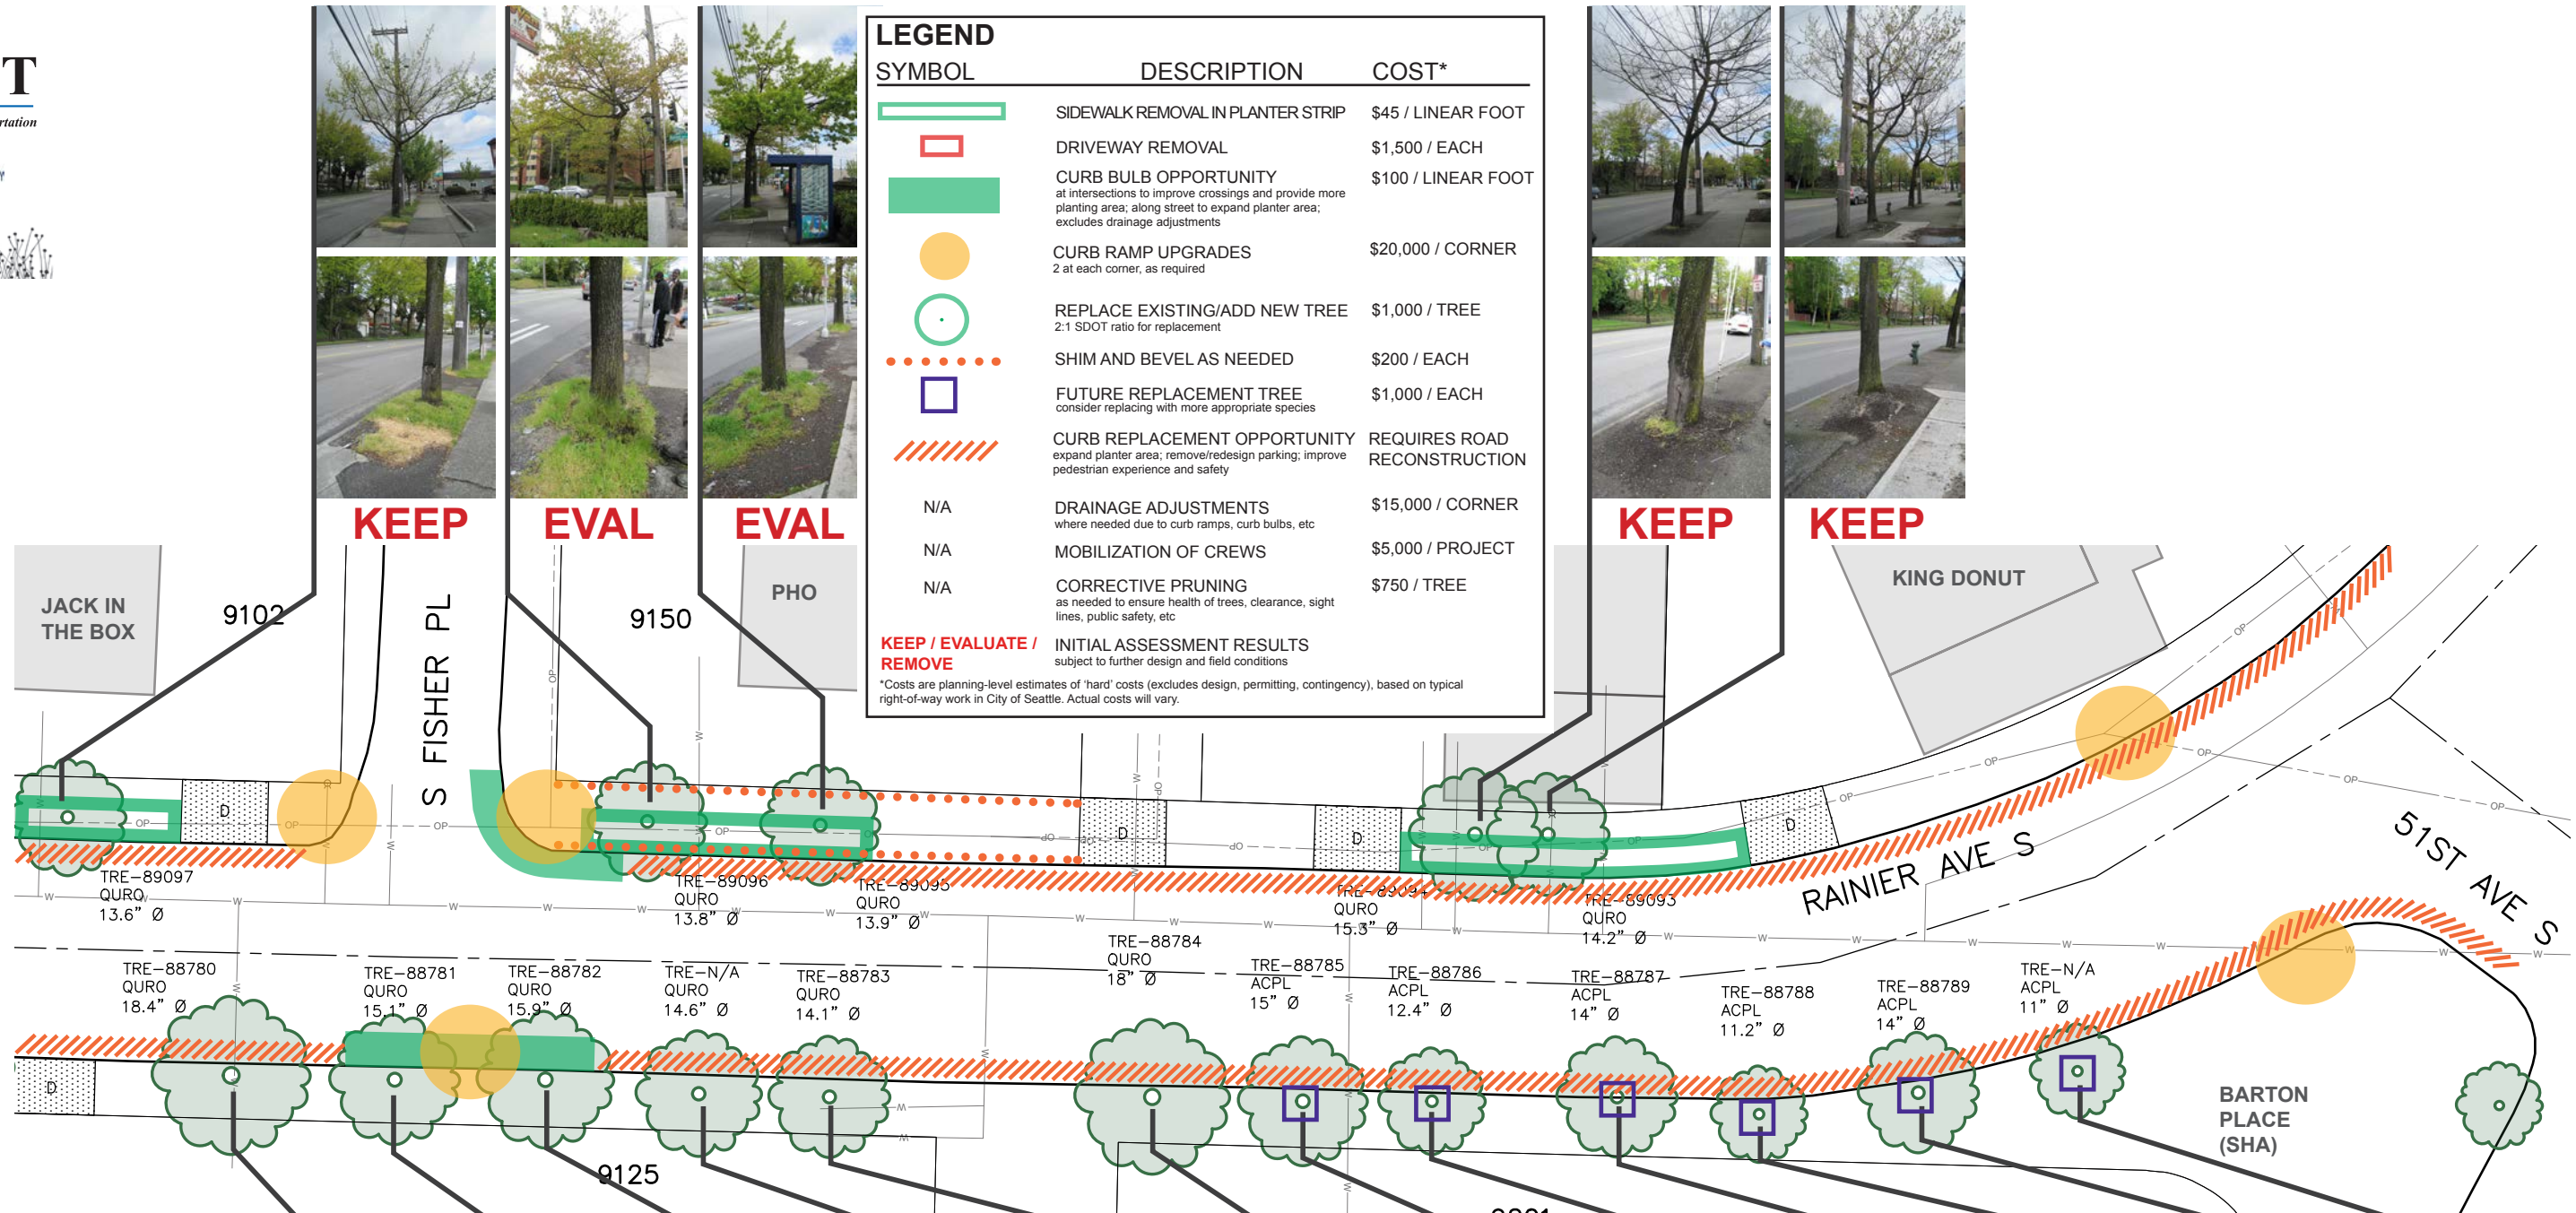 T
rtation
LEGEND
SYMBOL DESCRIPTION COST*
SIDEWALK REMOVAL IN PLANTER STRIP $45 / LINEAR FOOT
DRIVEWAY REMOVAL $1,500 / EACH
CURB BULB OPPORTUNITY $100 / LINEAR FOOT
at intersections to improve crossings and provide more
planting area; along street to expand planter area;
excludes drainage adjustments
CURB RAMP UPGRADES $20,000 / CORNER
2 at each corner, as required
REPLACE EXISTING/ADD NEW TREE $1,000 / TREE
2:1 SDOT ratio for replacement
SHIM AND BEVEL AS NEEDED $200 / EACH
FUTURE REPLACEMENT TREE $1,000 / EACH
consider replacing with more appropriate species
CURB REPLACEMENT OPPORTUNITY REQUIRES ROAD
expand planter area; remove/redesign parking; improve RECONSTRUCTION
pedestrian experience and safety
N/A DRAINAGE ADJUSTMENTS $15,000 / CORNER
where needed due to curb ramps, curb bulbs, etc
N/A MOBILIZATION OF CREWS $5,000 / PROJECT
N/A CORRECTIVE PRUNING $750 / TREE
as needed to ensure health of trees, clearance, sight
lines, public safety, etc
KEEP / EVALUATE / INITIAL ASSESSMENT RESULTS
REMOVE subject to further design and field conditions
*Costs are planning-level estimates of 'hard' costs (excludes design, permitting, contingency), based on typical
right-of-way work in City of Seattle. Actual costs will vary.
KEEP EVAL EVAL KEEP KEEP
JACK IN
THE BOX
9102
S FISHER PL
9150
PHO
KING DONUT
D
D
D
D
RAINIER AVE S
51ST AVE S
TRE-89097
QURO
13.6" Ø
TRE-89096
QURO
13.8" Ø
TRE-89095
QURO
13.9" Ø
TRE-89094
QURO
15.3" Ø
TRE-89093
QURO
14.2" Ø
TRE-88780
QURO
18.4" Ø
TRE-88781
QURO
15.1" Ø
TRE-88782
QURO
15.9" Ø
TRE-N/A
QURO
14.6" Ø
TRE-88783
QURO
14.1" Ø
TRE-88784
QURO
18" Ø
TRE-88785
ACPL
15" Ø
TRE-88786
ACPL
12.4" Ø
TRE-88787
ACPL
14" Ø
TRE-88788
ACPL
11.2" Ø
TRE-88789
ACPL
14" Ø
TRE-N/A
ACPL
11" Ø
D
BARTON
PLACE
(SHA)
9125